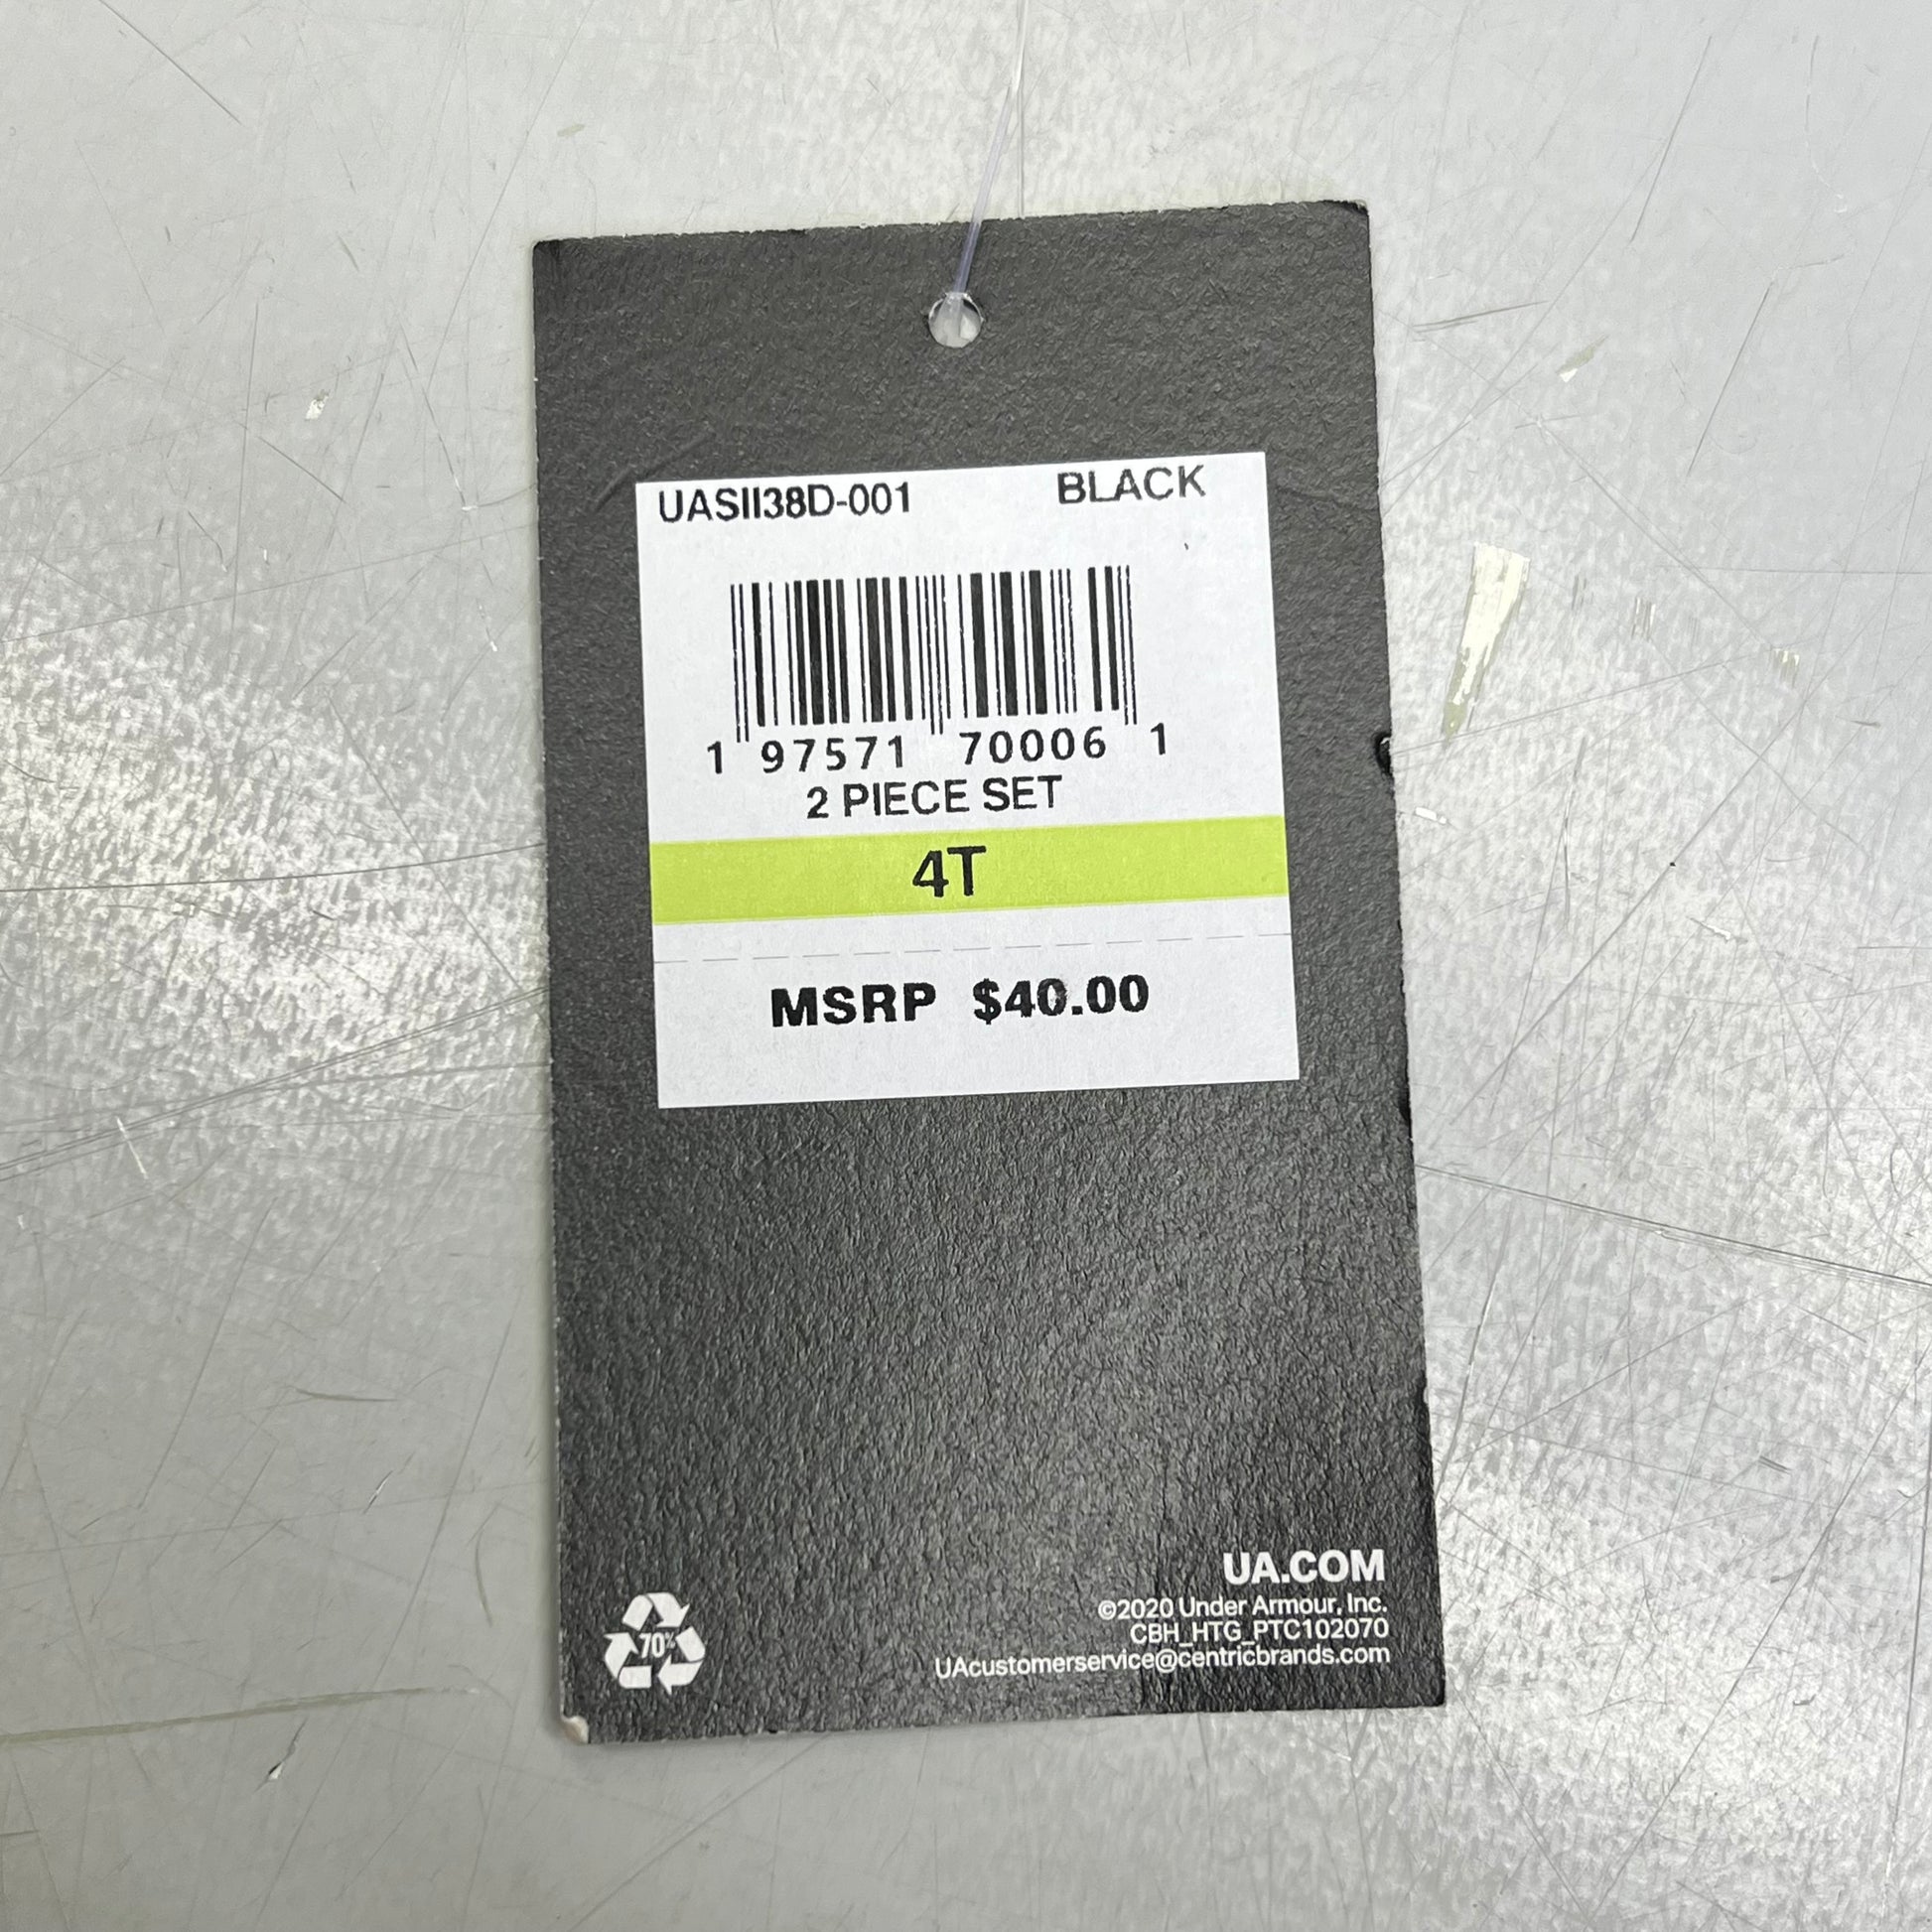 UASII38D-001 BLACK
1 97571 70006 1
2 PIECE SET
4T
MSRP $40.00
UA.COM
©2020 Under Armour, Inc.
CBH_HTG_PTC102070
UAcustomerservice@centricbrands.com
70%